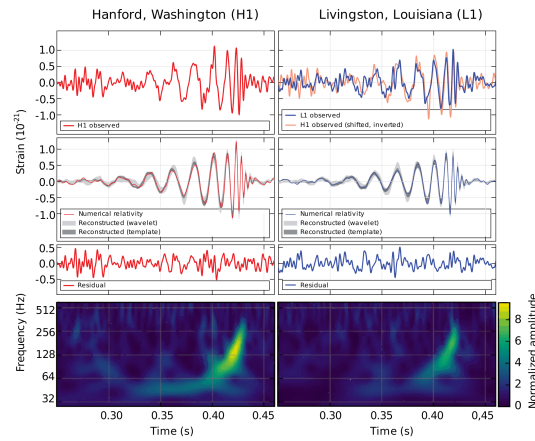 Hanford, Washington (H1)
Livingston, Louisiana (L1)
Strain (10⁻²¹)
1.0
0.5
0.0
-0.5
-1.0
H1 observed
L1 observed
H1 observed (shifted, inverted)
1.0
0.5
0.0
-0.5
-1.0
Numerical relativity
Reconstructed (wavelet)
Reconstructed (template)
Numerical relativity
Reconstructed (wavelet)
Reconstructed (template)
0.5
0.0
-0.5
Residual
Residual
Frequency (Hz)
512
256
128
64
32
Normalized amplitude
8
6
4
2
0
0.30
0.35
0.40
0.45
0.30
0.35
0.40
0.45
Time (s)
Time (s)